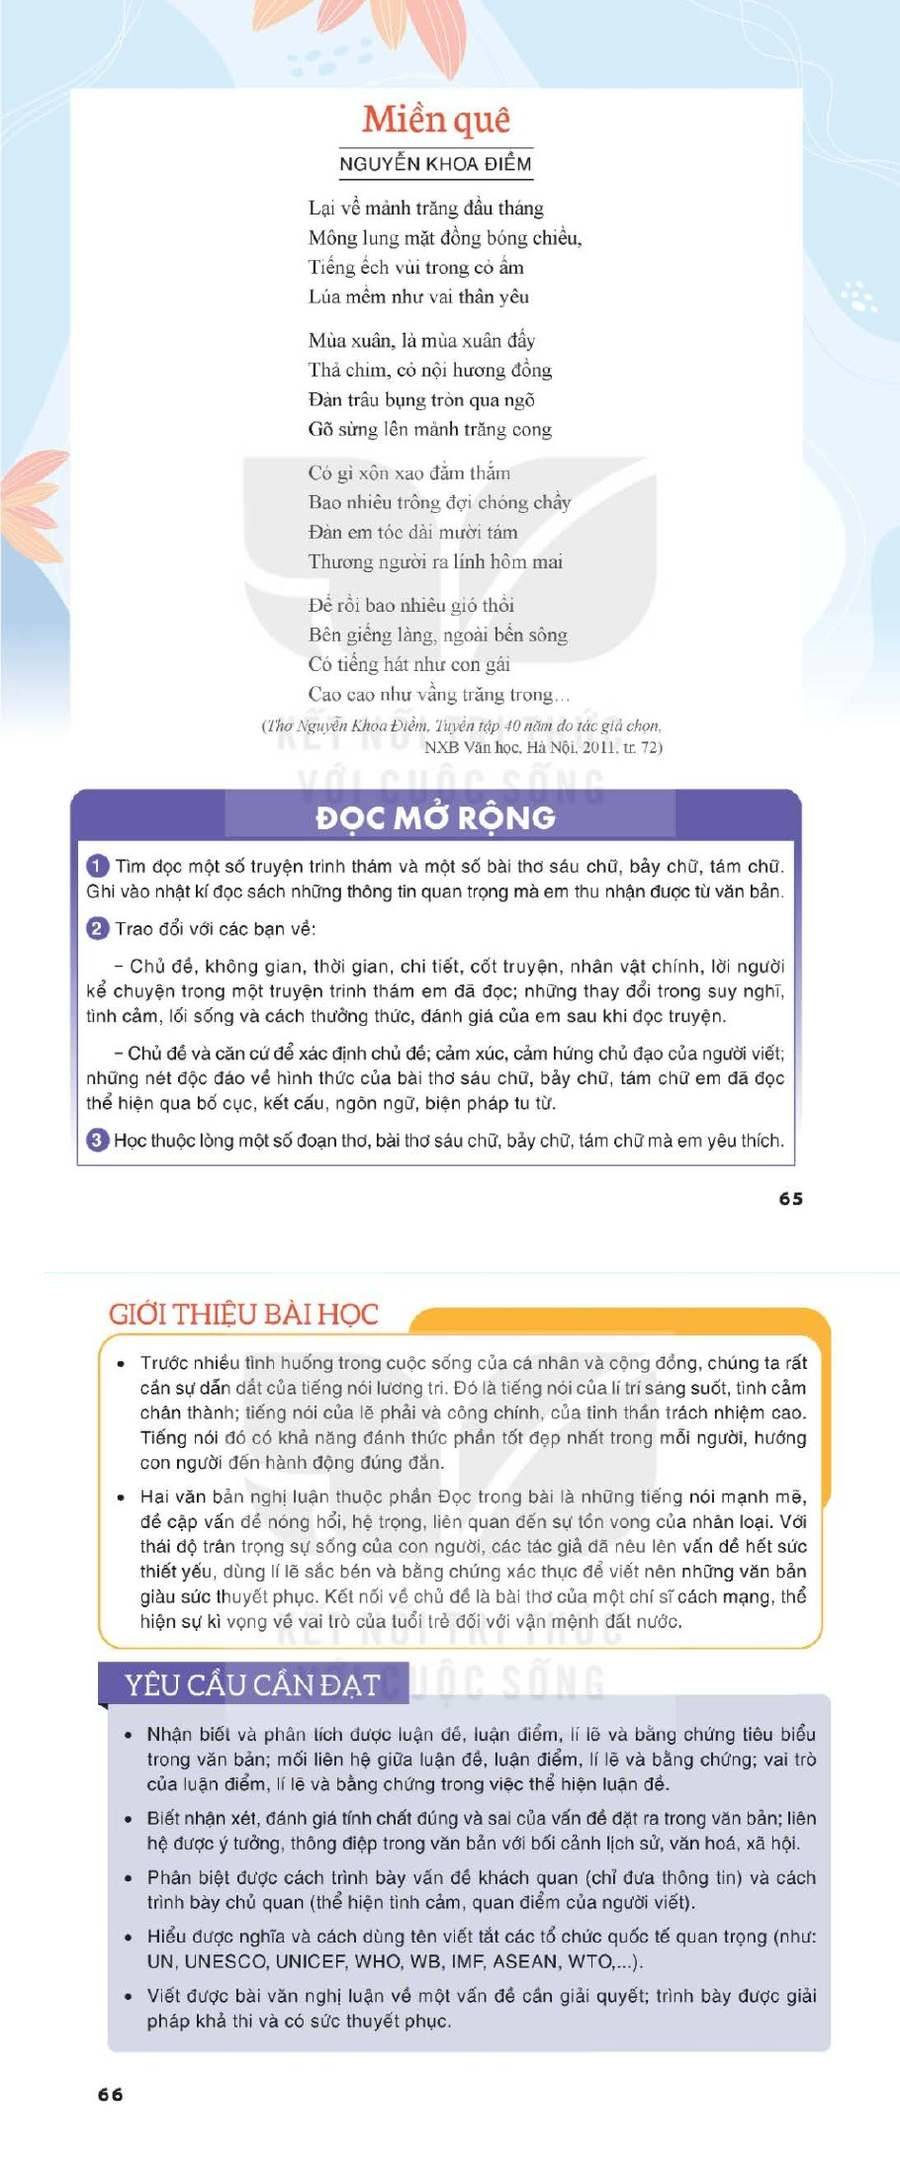 Miền quê
NGUYỄN KHOA ĐIỀM
Lại về mảnh trăng đầu tháng
Mông lung mặt đồng bóng chiều,
Tiếng ếch vùi trong cỏ ấm
Lúa mềm như vai thân yêu
Mùa xuân, là mùa xuân đấy
Thả chim, cỏ nội hương đồng
Đàn trâu bụng tròn qua ngõ
Gõ sừng lên mảnh trăng cong
Có gì xôn xao đằm thắm
Bao nhiêu trông đợi chóng chầy
Đàn em tóc dài mười tám
Thương người ra lính hôm mai
Để rồi bao nhiêu gió thổi
Bên giếng làng, ngoài bến sông
Có tiếng hát như con gái
Cao cao như vầng trăng trong...
(Thơ Nguyễn Khoa Điềm, Tuyển tập 40 năm do tác giả chọn,
NXB Văn học, Hà Nội, 2011, tr. 72)
KẾT NỐI TRI THỨC
VỚI CUỘC SỐNG
ĐỌC MỞ RỘNG
1 Tìm đọc một số truyện trinh thám và một số bài thơ sáu chữ, bảy chữ, tám chữ.
Ghi vào nhật kí đọc sách những thông tin quan trọng mà em thu nhận được từ văn bản.
2 Trao đổi với các bạn về:
– Chủ đề, không gian, thời gian, chi tiết, cốt truyện, nhân vật chính, lời người
kể chuyện trong một truyện trinh thám em đã đọc; những thay đổi trong suy nghĩ,
tình cảm, lối sống và cách thưởng thức, đánh giá của em sau khi đọc truyện.
– Chủ đề và căn cứ để xác định chủ đề; cảm xúc, cảm hứng chủ đạo của người viết;
những nét độc đáo về hình thức của bài thơ sáu chữ, bảy chữ, tám chữ em đã đọc
thể hiện qua bố cục, kết cấu, ngôn ngữ, biện pháp tu từ.
3 Học thuộc lòng một số đoạn thơ, bài thơ sáu chữ, bảy chữ, tám chữ mà em yêu thích.
65
GIỚI THIỆU BÀI HỌC
• Trước nhiều tình huống trong cuộc sống của cá nhân và cộng đồng, chúng ta rất
cần sự dẫn dắt của tiếng nói lương tri. Đó là tiếng nói của lí trí sáng suốt, tình cảm
chân thành; tiếng nói của lẽ phải và công chính, của tinh thần trách nhiệm cao.
Tiếng nói đó có khả năng đánh thức phần tốt đẹp nhất trong mỗi người, hướng
con người đến hành động đúng đắn.
• Hai văn bản nghị luận thuộc phần Đọc trong bài là những tiếng nói mạnh mẽ,
đề cập vấn đề nóng hổi, hệ trọng, liên quan đến sự tồn vong của nhân loại. Với
thái độ trân trọng sự sống của con người, các tác giả đã nêu lên vấn đề hết sức
thiết yếu, dùng lí lẽ sắc bén và bằng chứng xác thực để viết nên những văn bản
giàu sức thuyết phục. Kết nối về chủ đề là bài thơ của một chí sĩ cách mạng, thể
hiện sự kì vọng về vai trò của tuổi trẻ đối với vận mệnh đất nước.
KẾT NỐI TRI THỨC
VỚI CUỘC SỐNG
YÊU CẦU CẦN ĐẠT
• Nhận biết và phân tích được luận đề, luận điểm, lí lẽ và bằng chứng tiêu biểu
trong văn bản; mối liên hệ giữa luận đề, luận điểm, lí lẽ và bằng chứng; vai trò
của luận điểm, lí lẽ và bằng chứng trong việc thể hiện luận đề.
• Biết nhận xét, đánh giá tính chất đúng và sai của vấn đề đặt ra trong văn bản; liên
hệ được ý tưởng, thông điệp trong văn bản với bối cảnh lịch sử, văn hoá, xã hội.
• Phân biệt được cách trình bày vấn đề khách quan (chỉ đưa thông tin) và cách
trình bày chủ quan (thể hiện tình cảm, quan điểm của người viết).
• Hiểu được nghĩa và cách dùng tên viết tắt các tổ chức quốc tế quan trọng (như:
UN, UNESCO, UNICEF, WHO, WB, IMF, ASEAN, WTO,...).
• Viết được bài văn nghị luận về một vấn đề cần giải quyết; trình bày được giải
pháp khả thi và có sức thuyết phục.
66